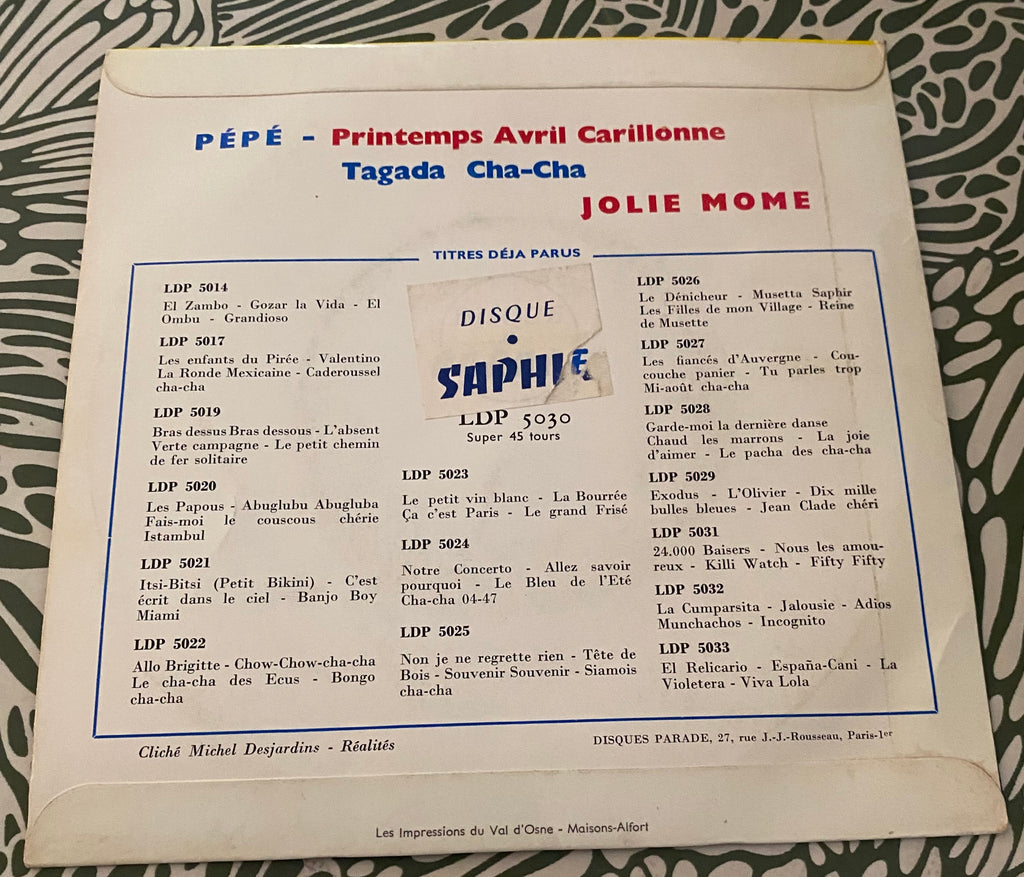 PÉPÉ - Printemps Avril Carillonne
Tagada Cha-Cha
JOLIE MOME
TITRES DÉJA PARUS
LDP 5014
El Zambo - Gozar la Vida - El
Ombu - Grandioso
LDP 5017
Les enfants du Pirée - Valentino
La Ronde Mexicaine - Caderoussel
cha-cha
LDP 5019
Bras dessus Bras dessous - L'absent
Verte campagne - Le petit chemin
de fer solitaire
LDP 5020
Les Papous - Abuglubu Abugluba
Fais-moi le couscous chérie
Istambul
LDP 5021
Itsi-Bitsi (Petit Bikini) - C'est
écrit dans le ciel - Banjo Boy
Miami
LDP 5022
Allo Brigitte - Chow-Chow-cha-cha
Le cha-cha des Ecus - Bongo
cha-cha
DISQUE
SAPHIR
LDP 5030
Super 45 tours
LDP 5023
Le petit vin blanc - La Bourrée
Ça c'est Paris - Le grand Frisé
LDP 5024
Notre Concerto - Allez savoir
pourquoi - Le Bleu de l'Eté
Cha-cha 04-47
LDP 5025
Non je ne regrette rien - Tête de
Bois - Souvenir Souvenir - Siamois
cha-cha
LDP 5026
Le Dénicheur - Musetta Saphir
Les Filles de mon Village - Reine
de Musette
LDP 5027
Les fiancés d'Auvergne - Cou-
couche panier - Tu parles trop
Mi-août cha-cha
LDP 5028
Garde-moi la dernière danse
Chaud les marrons - La joie
d'aimer - Le pacha des cha-cha
LDP 5029
Exodus - L'Olivier - Dix mille
bulles bleues - Jean Clade chéri
LDP 5031
24.000 Baisers - Nous les amou-
reux - Killi Watch - Fifty Fifty
LDP 5032
La Cumparsita - Jalousie - Adios
Munchachos - Incognito
LDP 5033
El Relicario - España-Cani - La
Violetera - Viva Lola
Cliché Michel Desjardins - Réalités
DISQUES PARADE, 27, rue J.-J.-Rousseau, Paris-1er
Les Impressions du Val d'Osne - Maisons-Alfort